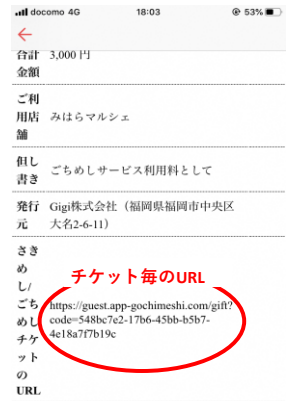 docomo 4G 18:03 53%
合計 3,000 円
金額
ご利
用店 みはらマルシェ
舗
但し
書き ごちめしサービス利用料として
発行 Gigi株式会社（福岡県福岡市中央区
元 大名2-6-11）
さき
め
し/
チケット毎のURL
ごち https://guest.app-gochimeshi.com/gift?
めし code=548bc7e2-17b6-45bb-b5b7-
チケ 4e18a7f7b19c
ット
の
URL